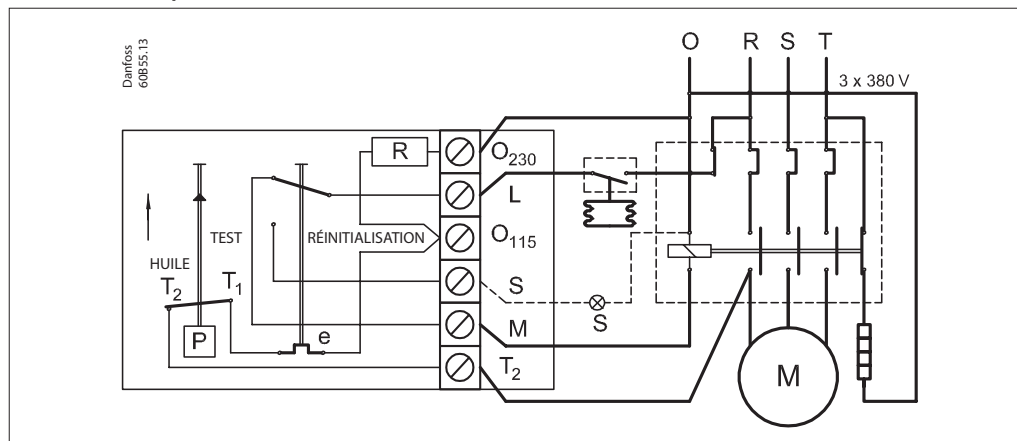 Danfoss
60B55.13
O R S T
3 x 380 V
R
O230
L
TEST
RÉINITIALISATION
O115
HUILE
T2
T1
S
S
P
e
M
T2
M